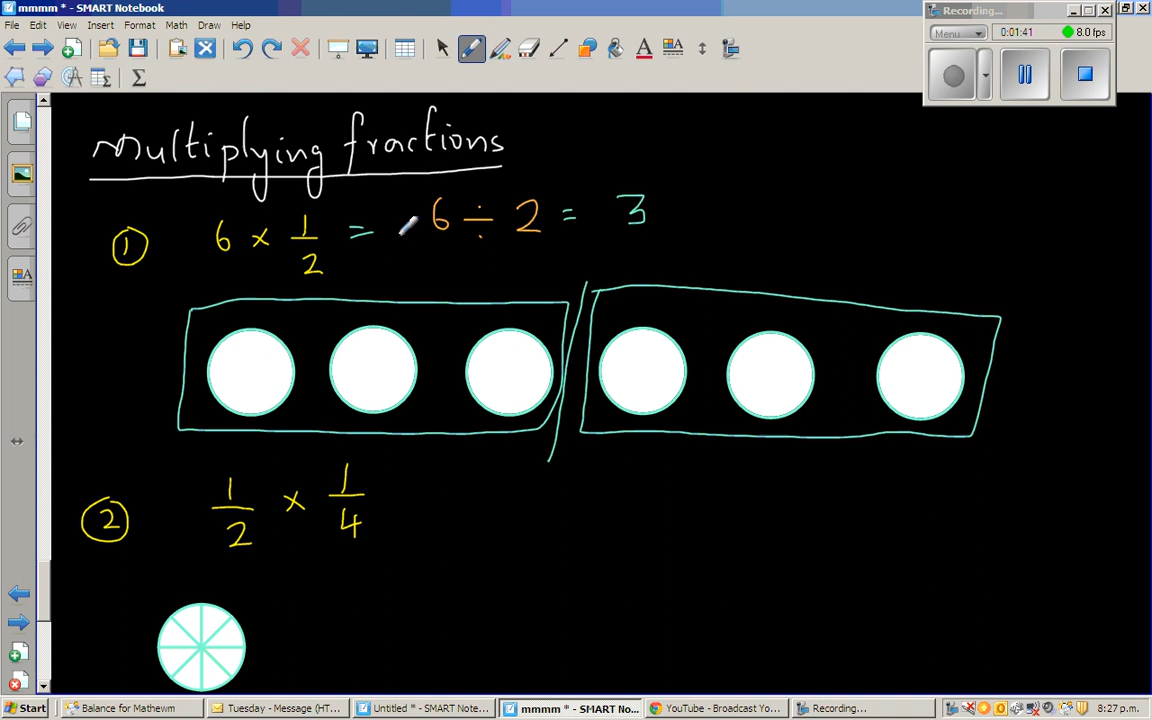 mmmm * - SMART Notebook
File Edit View Insert Format Math Draw Help
Recording...
Menu 0:01:41 8.0 fps
Multiplying fractions
① 6 × 1/2 = 6 ÷ 2 = 3
② 1/2 × 1/4
Start Balance for Mathewm Tuesday - Message (HT... Untitled * - SMART Not... mmmm * - SMART No... YouTube - Broadcast Yo... Recording... 8:27 p.m.